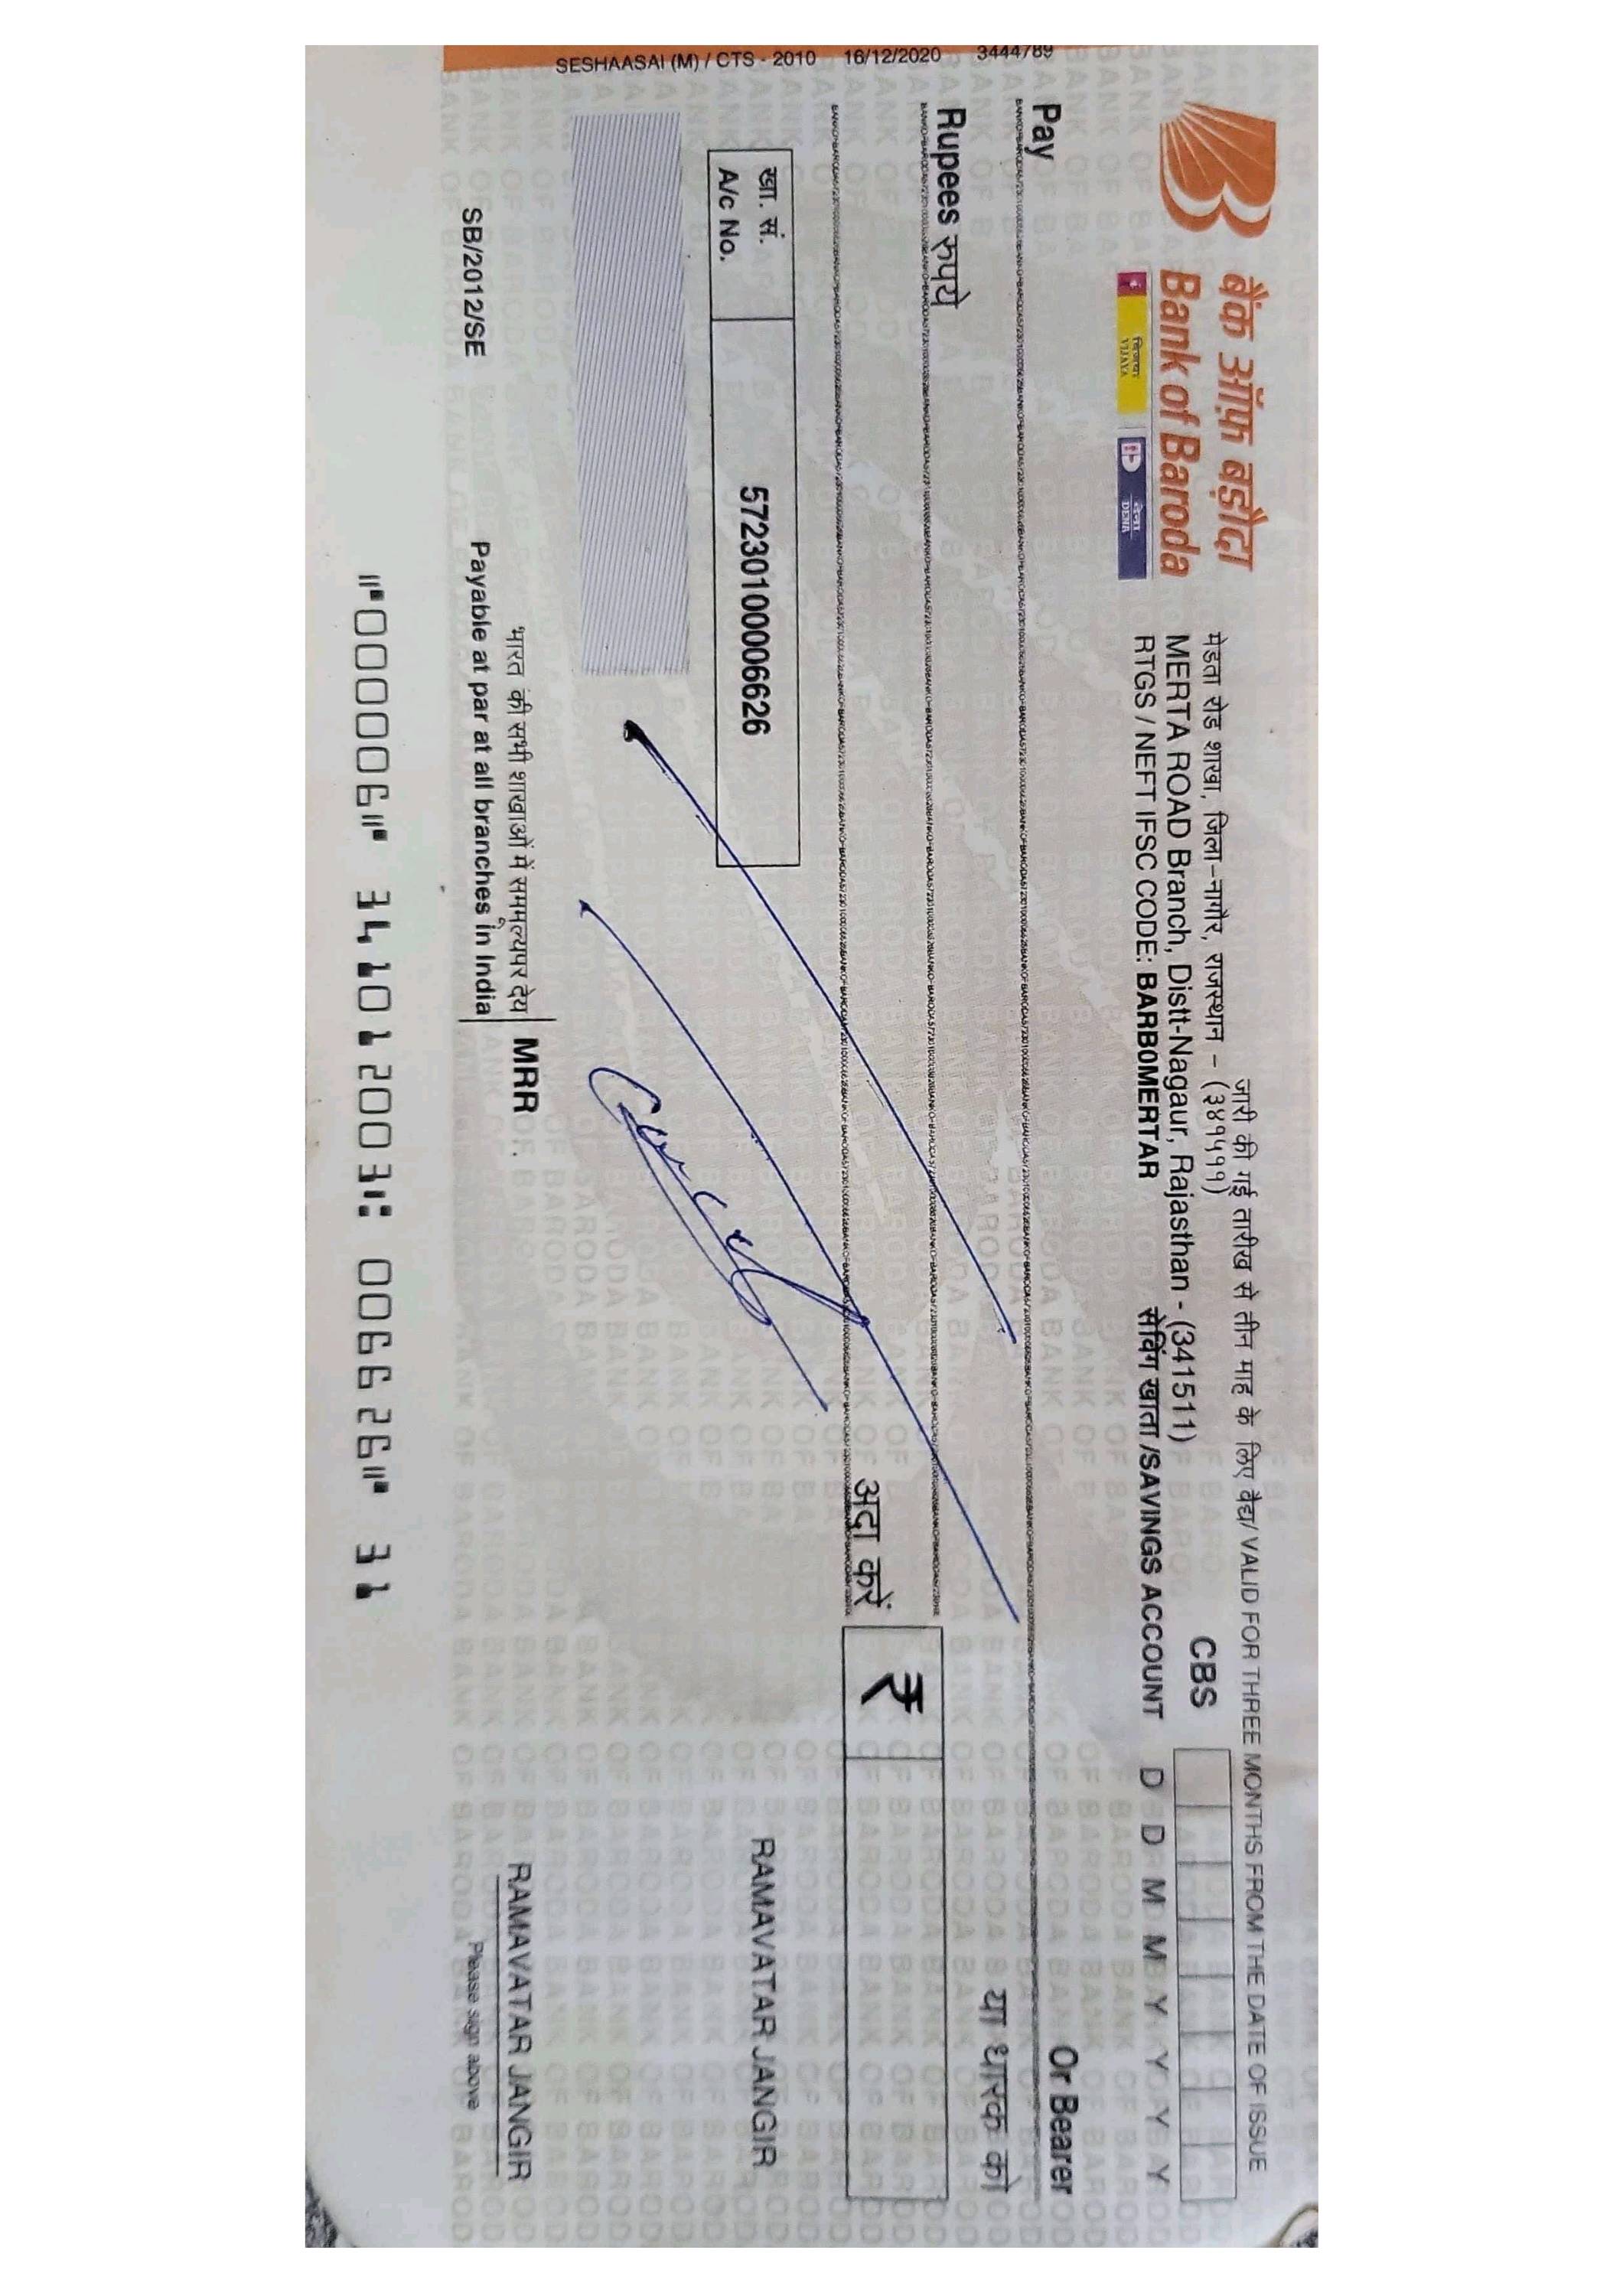 जारी की गई तारीख से तीन माह के लिए वैद्य/ VALID FOR THREE MONTHS FROM THE DATE OF ISSUE
बैंक ऑफ़ बड़ौदा
Bank of Baroda
विजया
VIJAYA
देना
DENA
मेडता रोड शाखा, जिला-नागौर, राजस्थान - (३४१५११)
MERTA ROAD Branch, Distt-Nagaur, Rajasthan - (341511)
RTGS / NEFT IFSC CODE: BARB0MERTAR
CBS
सेविंग खाता /SAVINGS ACCOUNT
D D M M Y Y Y Y
Pay
Or Bearer
या धारक को
Rupees रुपये
अदा करें
₹
खा. सं.
A/c No.
57230100006626
RAMAVATAR JANGIR
Cancel
SESHAASAI (M) / CTS - 2010 16/12/2020 3444789
भारत की सभी शाखाओं में सममूल्यपर देय
MRR
RAMAVATAR JANGIR
SB/2012/SE
Payable at par at all branches in India
Please sign above
⑈000006⑈ 341012003⑆ 006626⑈ 31